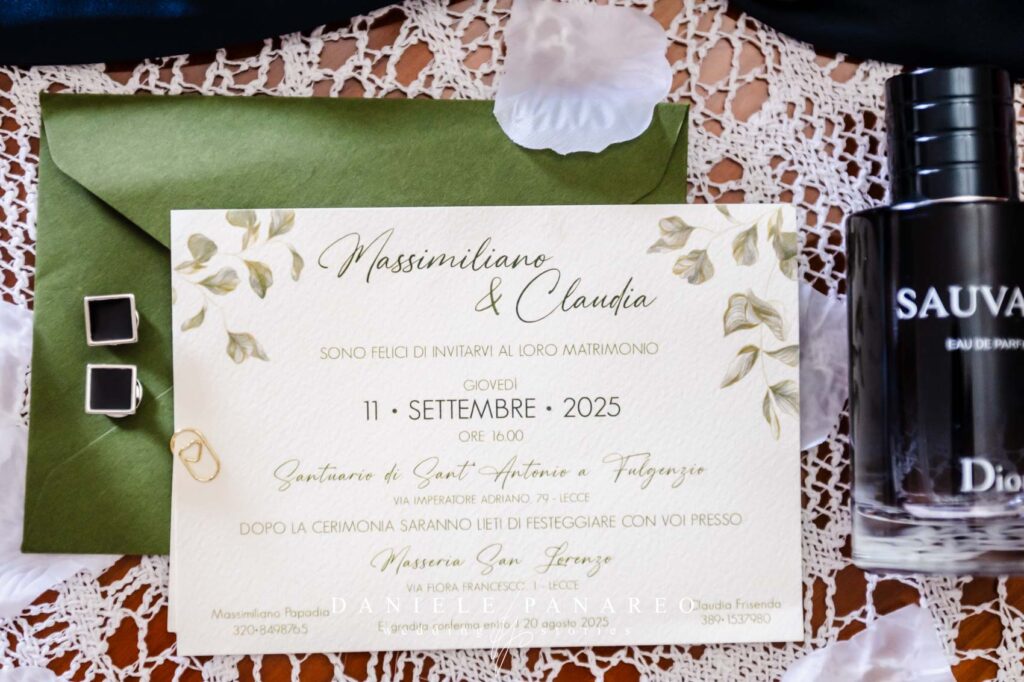 Massimiliano
& Claudia
SONO FELICI DI INVITARVI AL LORO MATRIMONIO
GIOVEDÌ
11 • SETTEMBRE • 2025
ORE 16.00
Santuario di Sant' Antonio a Fulgenzio
VIA IMPERATORE ADRIANO, 79 - LECCE
DOPO LA CERIMONIA SARANNO LIETI DI FESTEGGIARE CON VOI PRESSO
Masseria San Lorenzo
VIA FLORA FRANCESCO, 1 - LECCE
Massimiliano Papadia
320•8498765
È gradita conferma entro il 20 agosto 2025
Claudia Frisenda
389•1537980
DANIELE PANAREO
wedding stories
SAUVA
EAU DE PARF
Dior